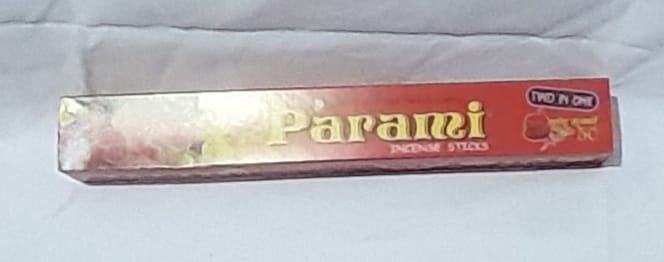 Parami
INCENSE STICKS
TWO IN ONE